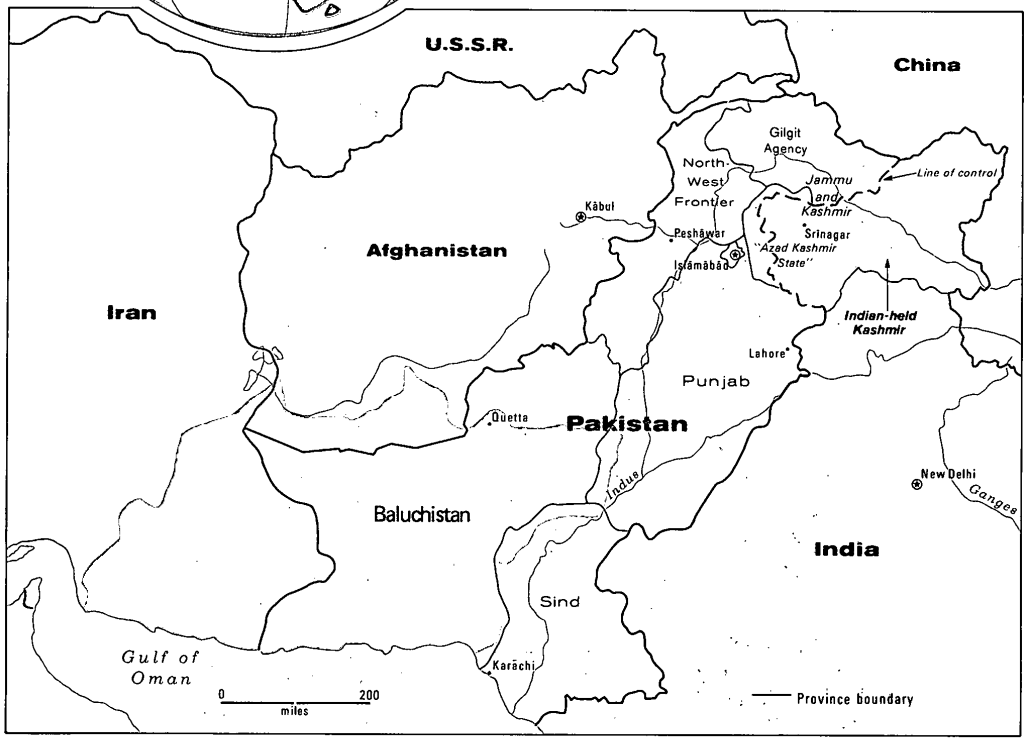 U.S.S.R.
China
Gilgit
Agency
North-
West
Frontier
Line of control
Jammu
and
Kashmir
Kābul
Peshāwar
Srīnagar
Afghanistan
"Azad Kashmir
State"
Islāmābād
Iran
Indian-held
Kashmir
Lahore
Punjab
Quetta
Pakistan
Indus
New Delhi
Ganges
Baluchistan
India
Sind
Gulf of
Oman
Karāchi
0 200
miles
Province boundary